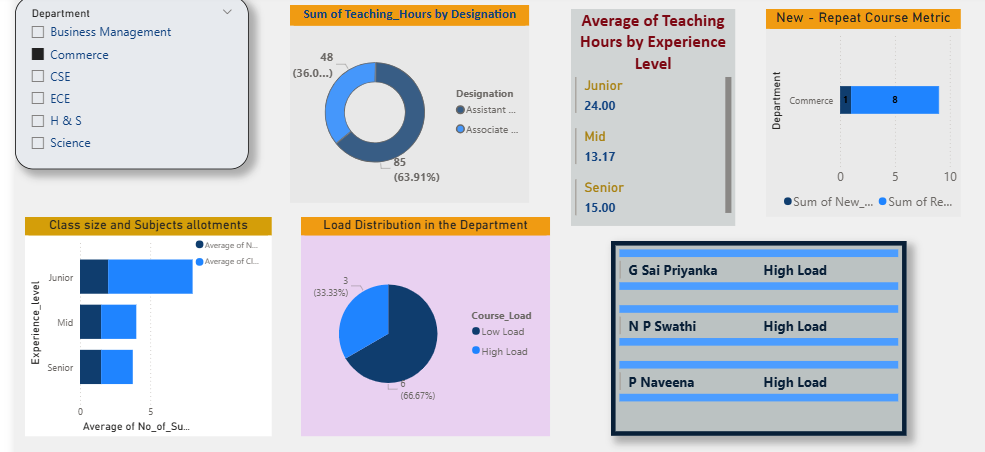 Department
Business Management
Commerce
CSE
ECE
H & S
Science
Sum of Teaching_Hours by Designation
48
(36.0...)
85
(63.91%)
Designation
Assistant ...
Associate ...
Average of Teaching
Hours by Experience
Level
Junior
24.00
Mid
13.17
Senior
15.00
New - Repeat Course Metric
Department
Commerce
1
8
0
5
10
Sum of New_...
Sum of Re...
Class size and Subjects allotments
Average of N...
Average of Cl...
Experience_level
Junior
Mid
Senior
0
5
Average of No_of_Su...
Load Distribution in the Department
3
(33.33%)
6
(66.67%)
Course_Load
Low Load
High Load
G Sai Priyanka High Load
N P Swathi High Load
P Naveena High Load